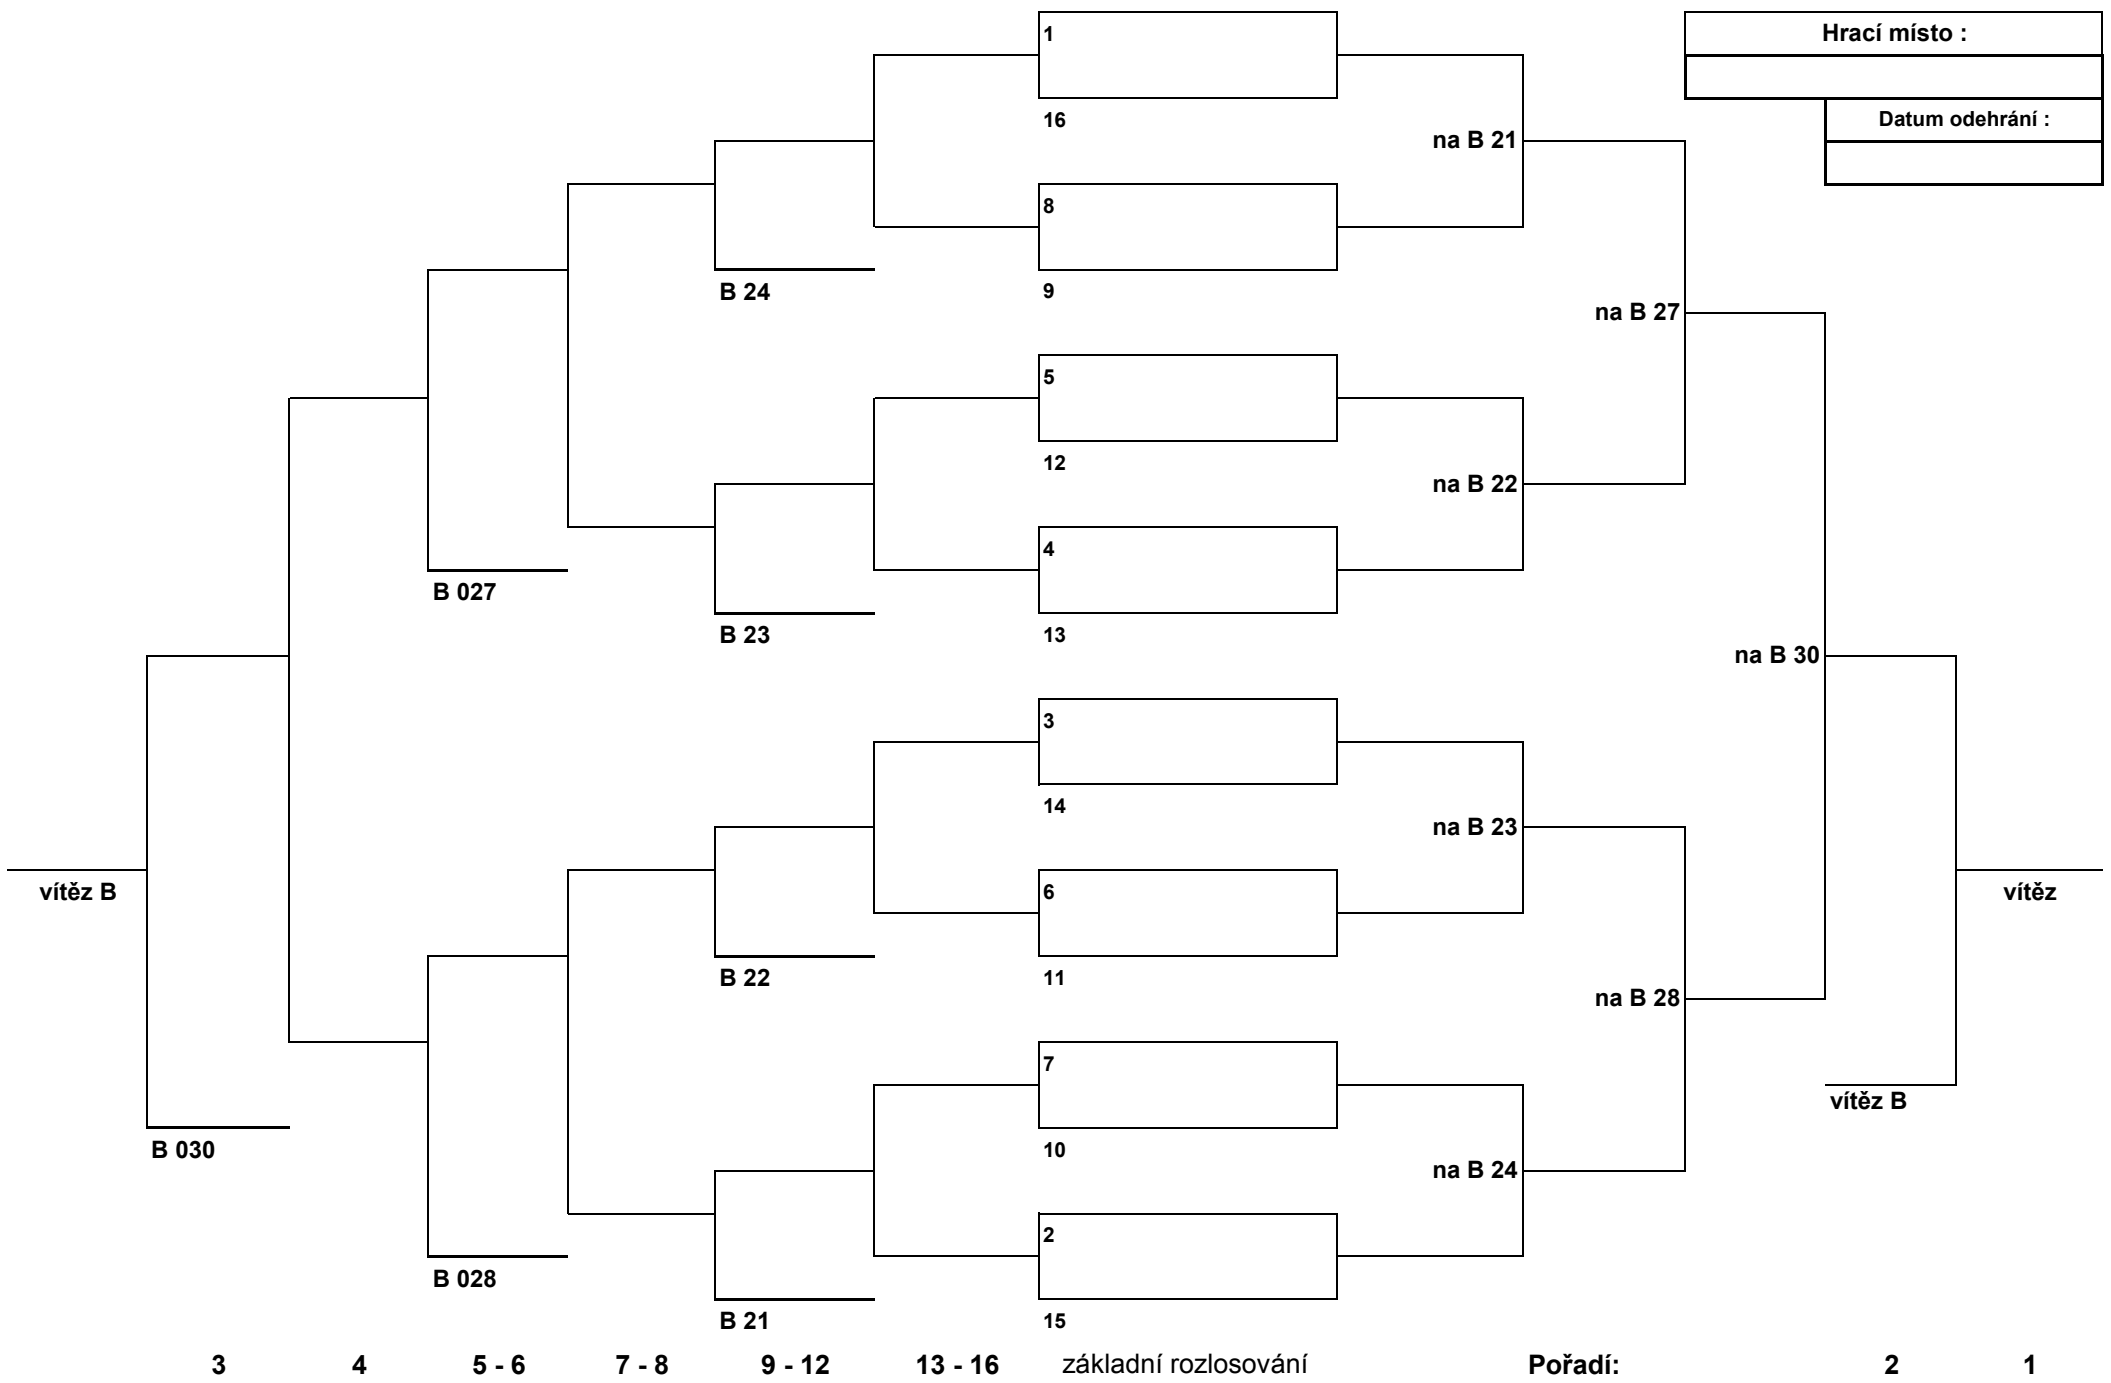 1
Hrací místo :
16
Datum odehrání :
na B 21
8
B 24
9
na B 27
5
12
na B 22
4
B 027
B 23
13
na B 30
3
14
na B 23
vítěz B
6
vítěz
B 22
11
na B 28
7
vítěz B
B 030
10
na B 24
2
B 028
B 21
15
3 4 5 - 6 7 - 8 9 - 12 13 - 16 základní rozlosování Pořadí: 2 1